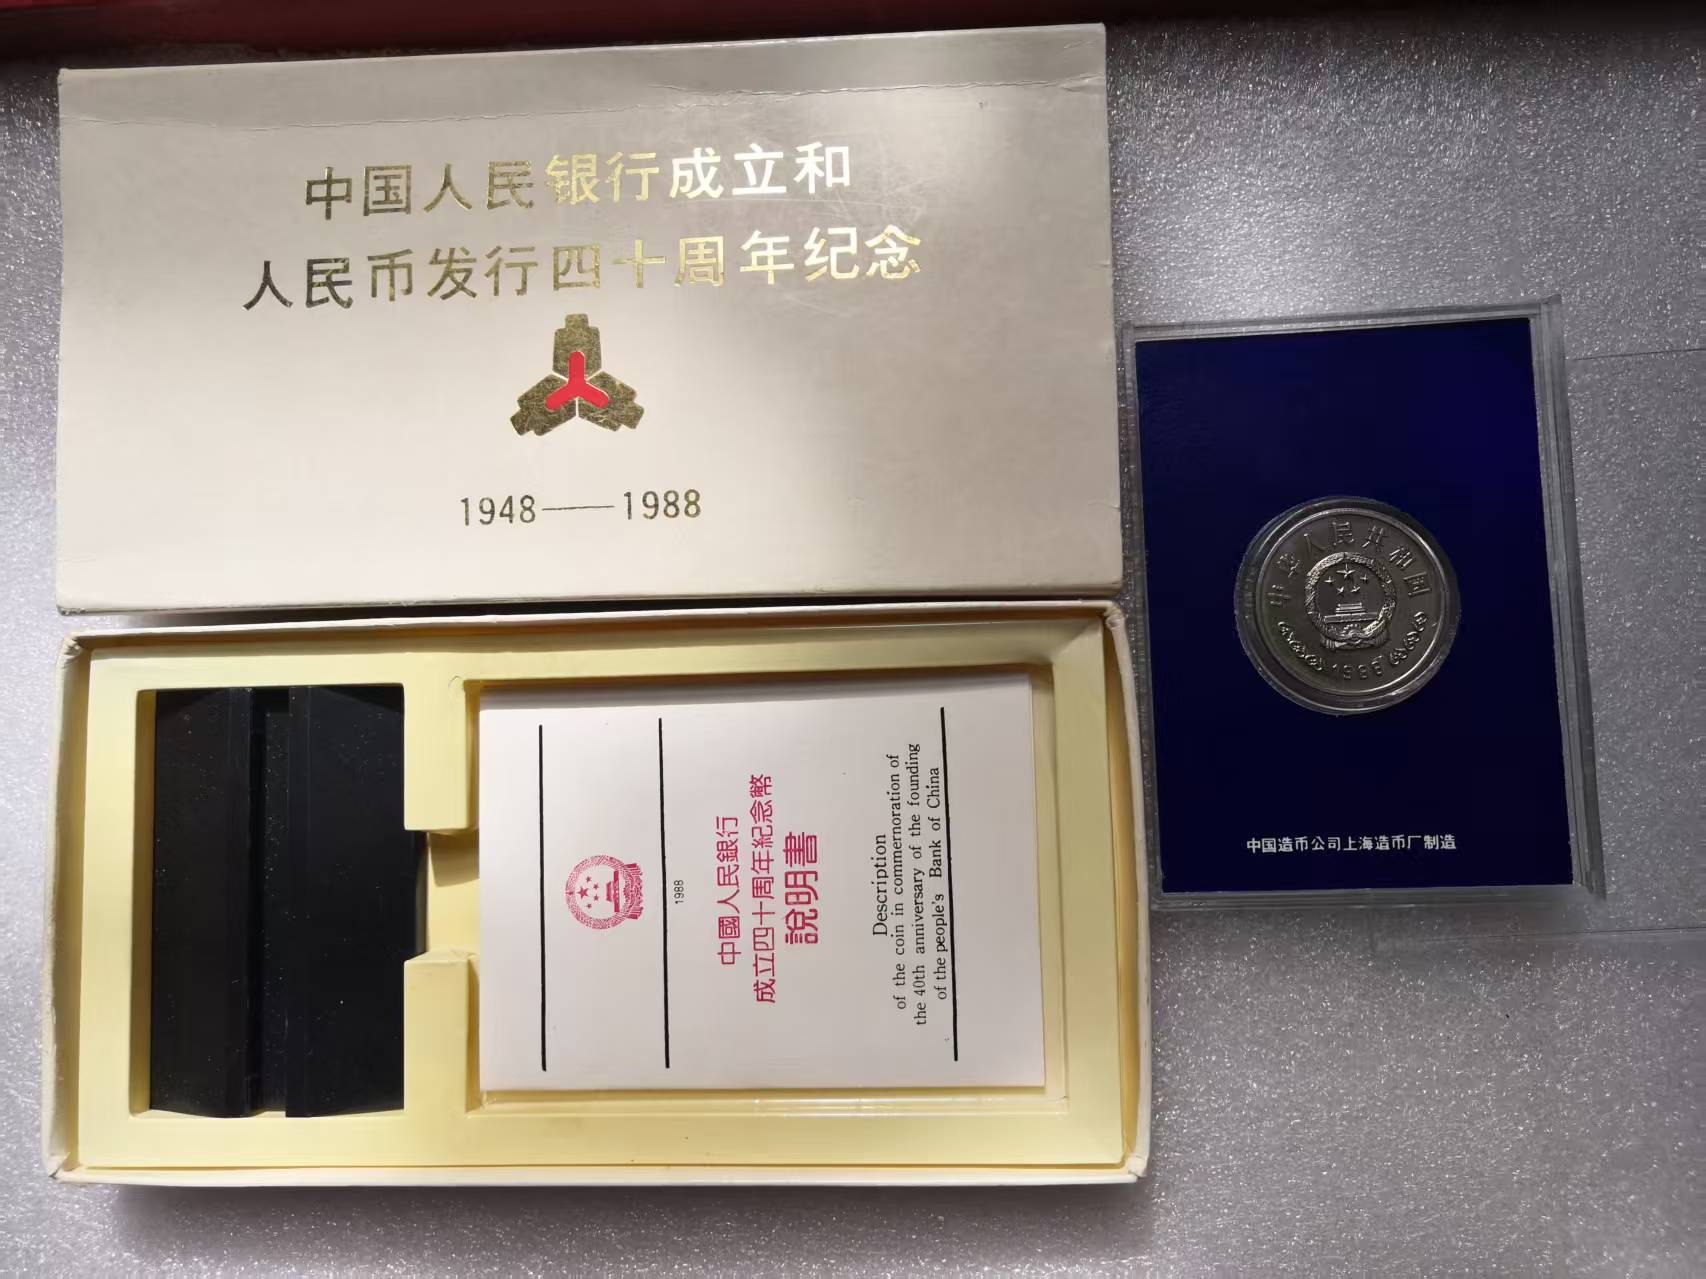 中国人民银行成立和
人民币发行四十周年纪念
1948——1988
1988
中國人民銀行
成立四十周年紀念幣
說明書
Description
of the coin in commemoration of
the 40th anniversary of the founding
of the people's Bank of China
中华人民共和国
1988
中国造币公司上海造币厂制造